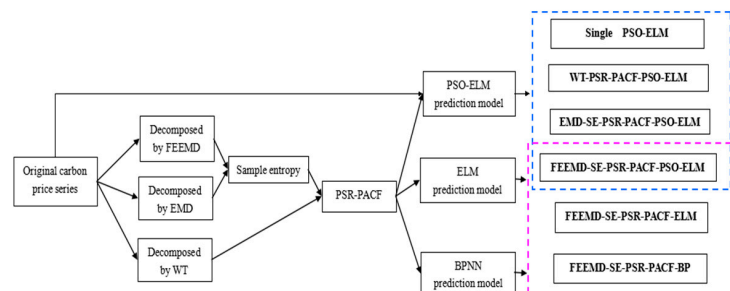 Original carbon
price series
Decomposed
by FEEMD
Decomposed
by EMD
Decomposed
by WT
Sample entropy
PSR-PACF
PSO-ELM
prediction model
ELM
prediction model
BPNN
prediction model
Single PSO-ELM
WT-PSR-PACF-PSO-ELM
EMD-SE-PSR-PACF-PSO-ELM
FEEMD-SE-PSR-PACF-PSO-ELM
FEEMD-SE-PSR-PACF-ELM
FEEMD-SE-PSR-PACF-BP